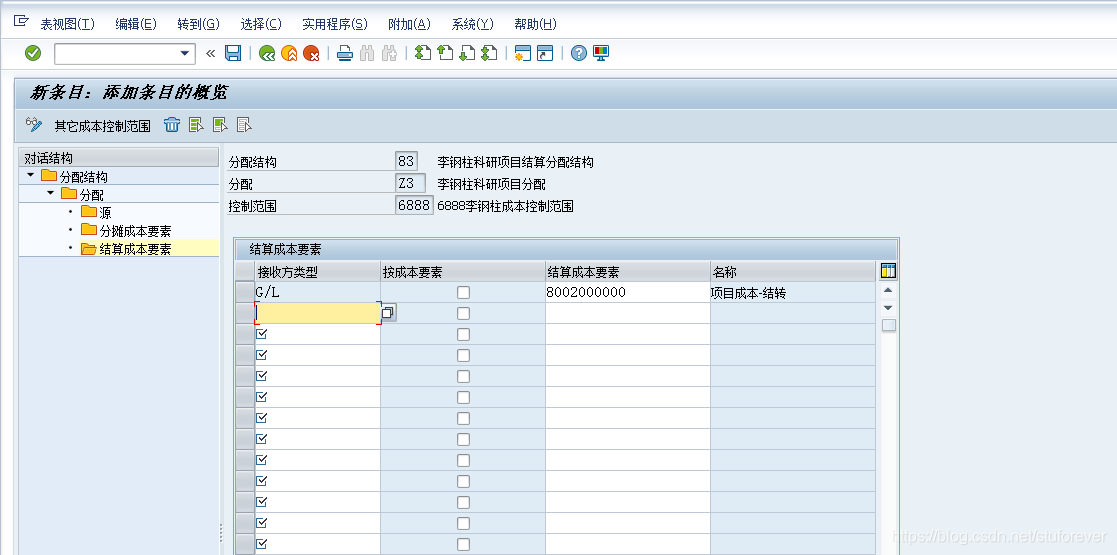 表视图(T) 编辑(E) 转到(G) 选择(C) 实用程序(S) 附加(A) 系统(Y) 帮助(H)
新条目：添加条目的概览
其它成本控制范围
对话结构
分配结构
分配
源
分摊成本要素
结算成本要素
分配结构 83 李钢柱科研项目结算分配结构
分配 Z3 李钢柱科研项目分配
控制范围 6888 6888李钢柱成本控制范围
结算成本要素
接收方类型 按成本要素 结算成本要素 名称
G/L 8002000000 项目成本-结转
https://blog.csdn.net/stuforever